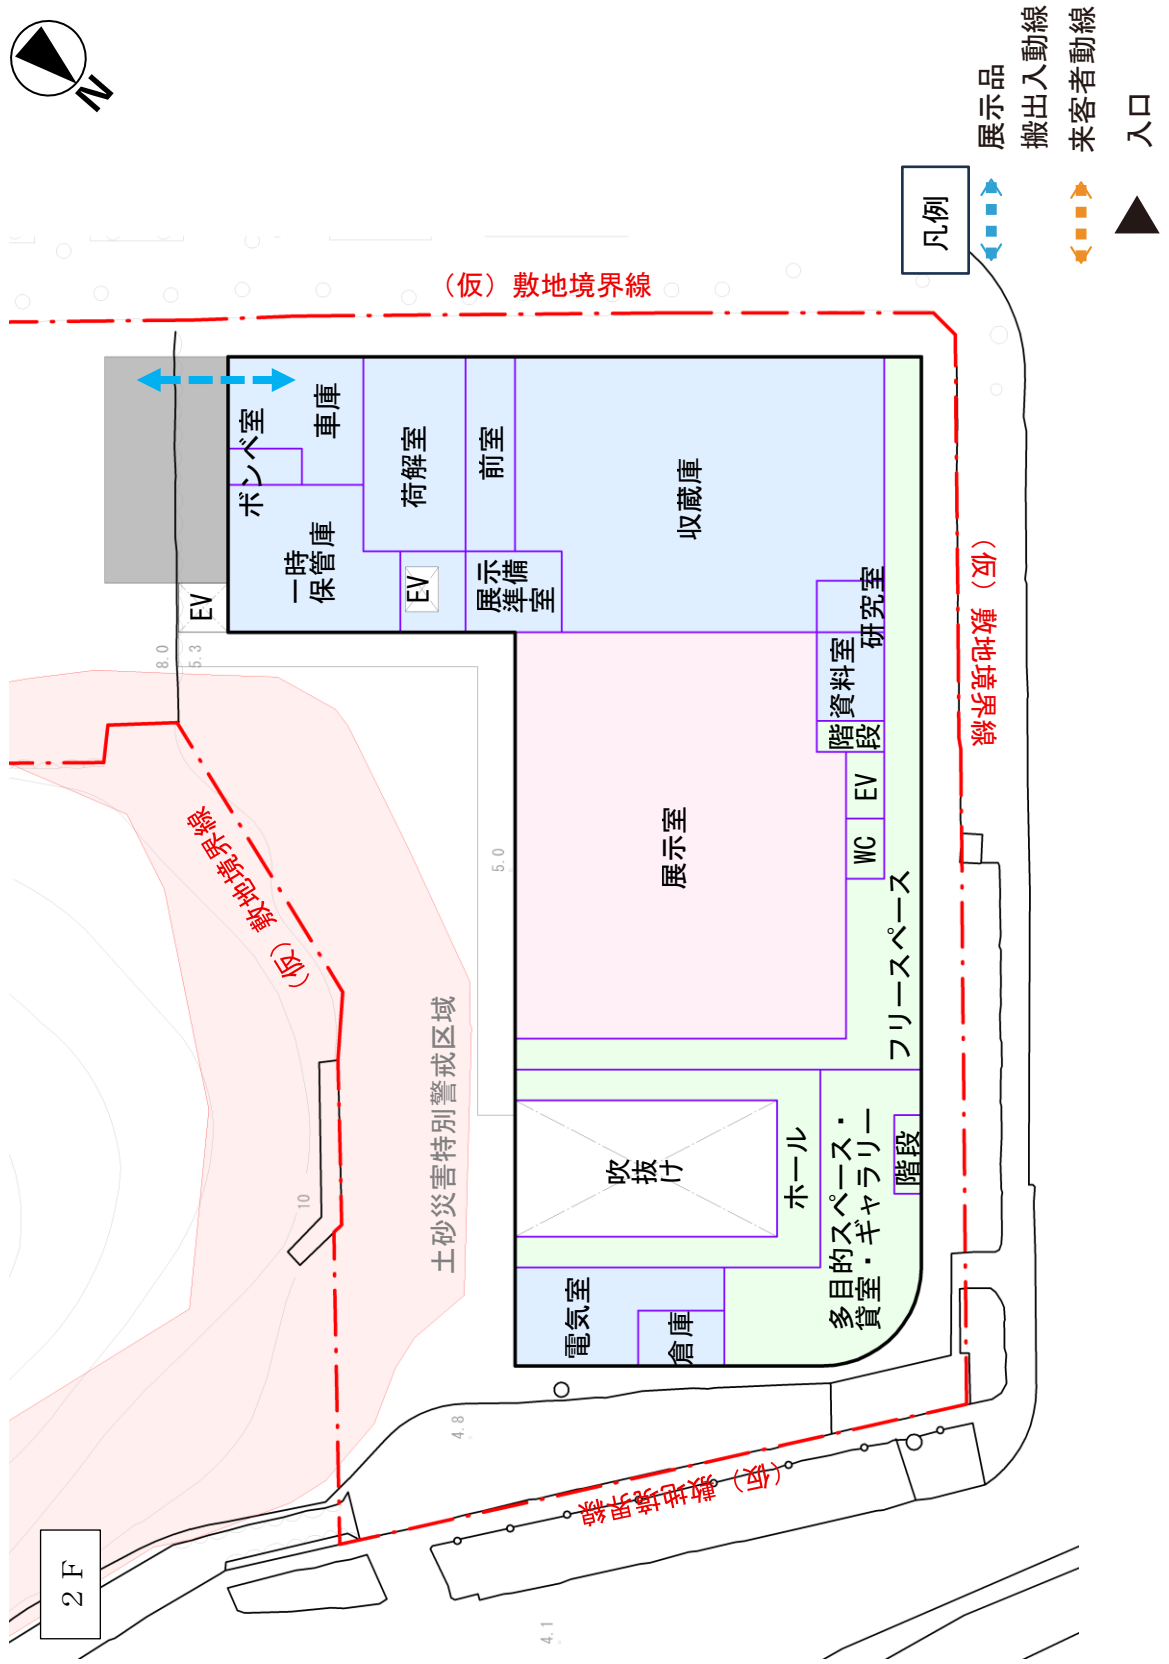 2F
N
凡例
展示品
搬出入動線
来客者動線
入口
(仮)敷地境界線
(仮)敷地境界線
(仮)敷地境界線
(仮)敷地境界線
ボンベ室
車庫
一時
保管庫
荷解室
前室
EV
EV
展示
準備
室
収蔵庫
研究室
資料室
階
段
EV
WC
展示室
フリースペース
吹
抜
け
ホール
多目的スペース・
貸室・ギャラリー
階段
電気室
倉庫
土砂災害特別警戒区域
8.0
5.3
5.0
10
4.8
4.1